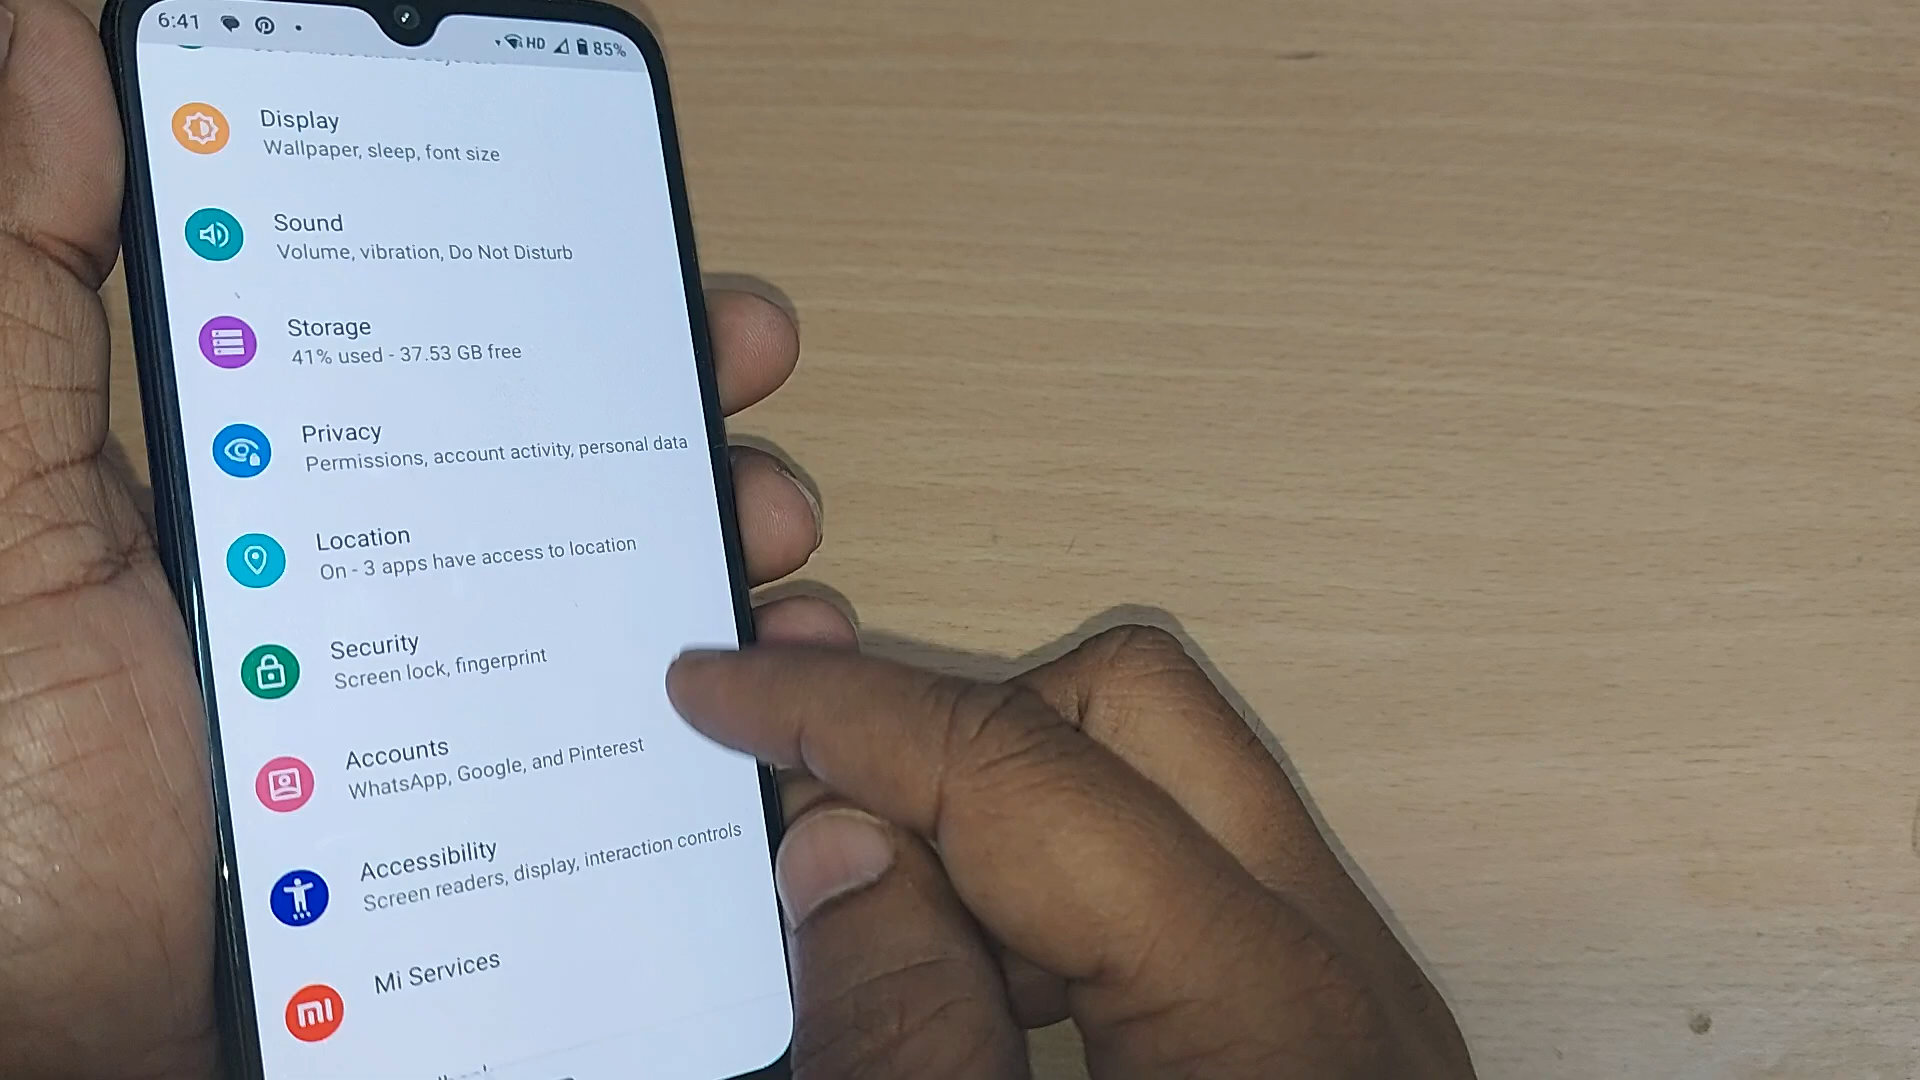 6:41 HD 85%
Display
Wallpaper, sleep, font size
Sound
Volume, vibration, Do Not Disturb
Storage
41% used - 37.53 GB free
Privacy
Permissions, account activity, personal data
Location
On - 3 apps have access to location
Security
Screen lock, fingerprint
Accounts
WhatsApp, Google, and Pinterest
Accessibility
Screen readers, display, interaction controls
Mi Services